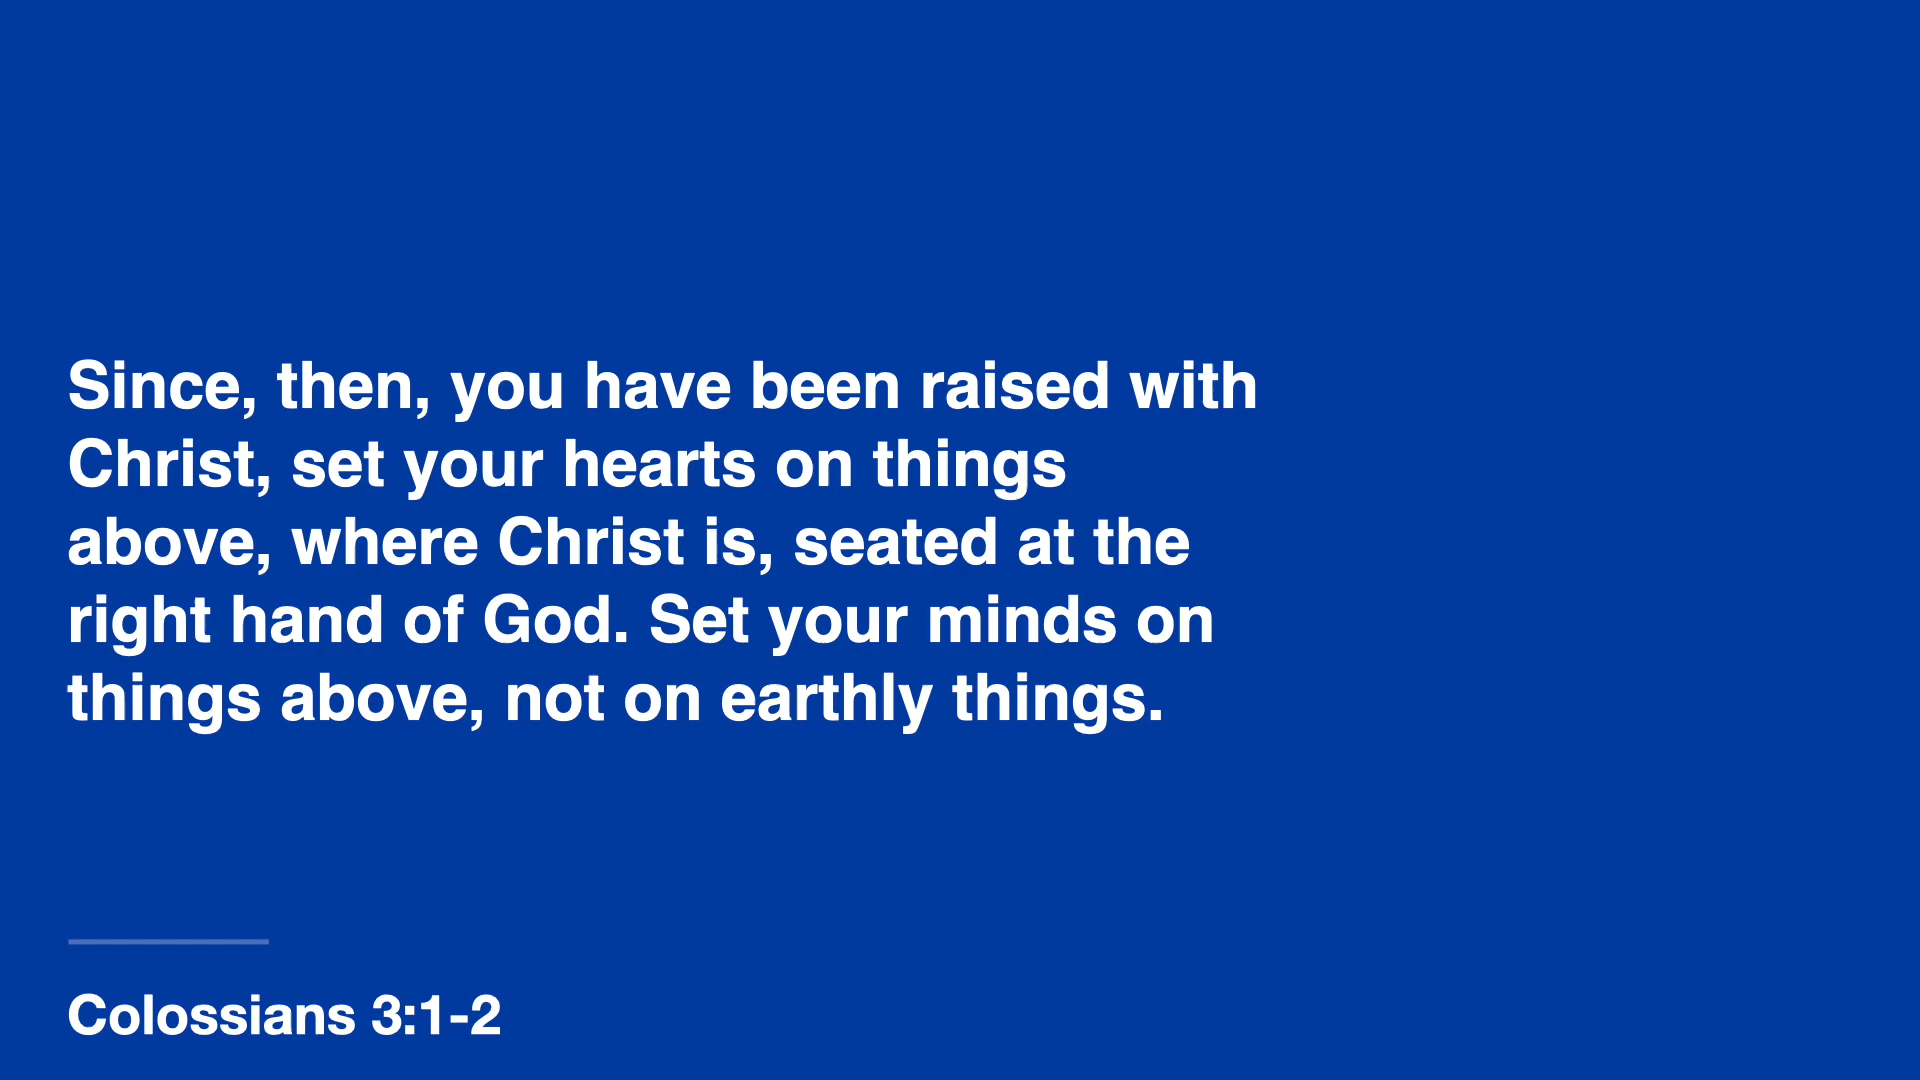 Since, then, you have been raised with
Christ, set your hearts on things
above, where Christ is, seated at the
right hand of God. Set your minds on
things above, not on earthly things.
Colossians 3:1-2